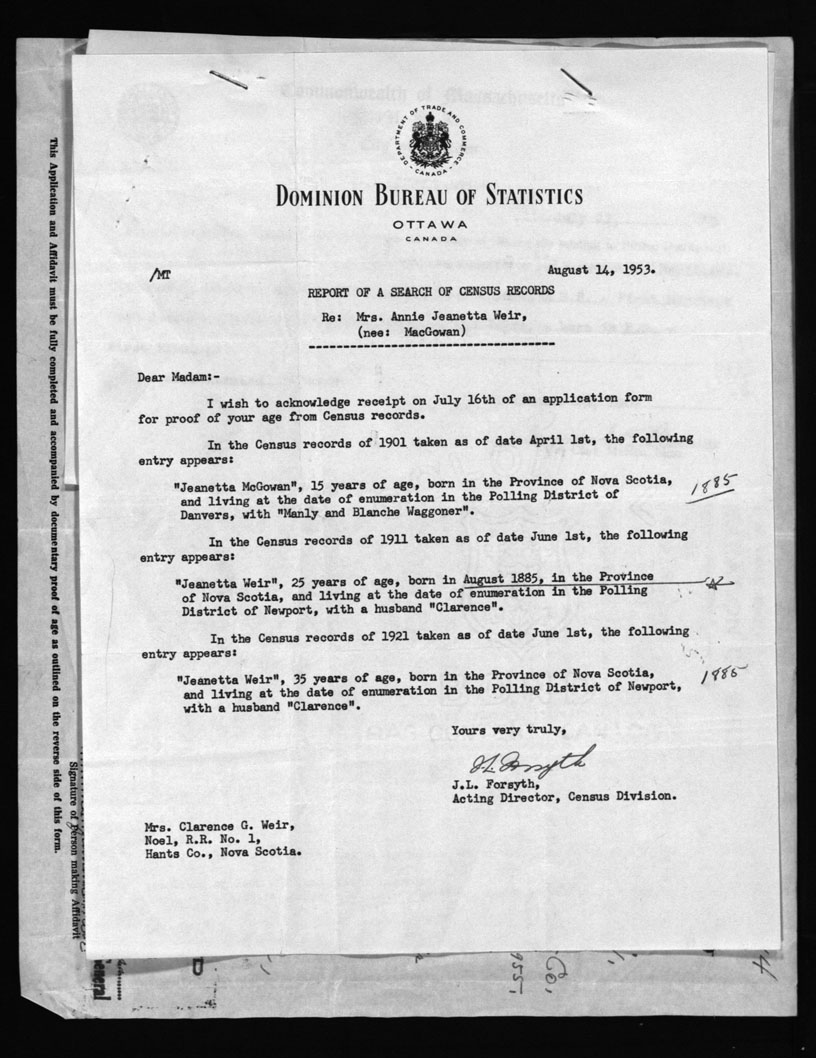 DEPARTMENT OF TRADE AND COMMERCE
CANADA
DOMINION BUREAU OF STATISTICS
OTTAWA
CANADA
/MT
August 14, 1953.
REPORT OF A SEARCH OF CENSUS RECORDS
Re: Mrs. Annie Jeanetta Weir,
(nee: MacGowan)
Dear Madam:-
I wish to acknowledge receipt on July 16th of an application form
for proof of your age from Census records.
In the Census records of 1901 taken as of date April 1st, the following
entry appears:
"Jeanetta McGowan", 15 years of age, born in the Province of Nova Scotia,
and living at the date of enumeration in the Polling District of
Danvers, with "Manly and Blanche Waggoner".
1885
In the Census records of 1911 taken as of date June 1st, the following
entry appears:
"Jeanetta Weir", 25 years of age, born in August 1885, in the Province
of Nova Scotia, and living at the date of enumeration in the Polling
District of Newport, with a husband "Clarence".
In the Census records of 1921 taken as of date June 1st, the following
entry appears:
"Jeanetta Weir", 35 years of age, born in the Province of Nova Scotia,
and living at the date of enumeration in the Polling District of Newport,
with a husband "Clarence".
1885
Yours very truly,
J.L. Forsyth
J.L. Forsyth,
Acting Director, Census Division.
Mrs. Clarence G. Weir,
Noel, R.R. No. 1,
Hants Co., Nova Scotia.
This Application and Affidavit must be fully completed and accompanied by documentary proof of age as outlined on the reverse side of this form.
Signature of person making Affidavit
General
Commonwealth of Massachusetts